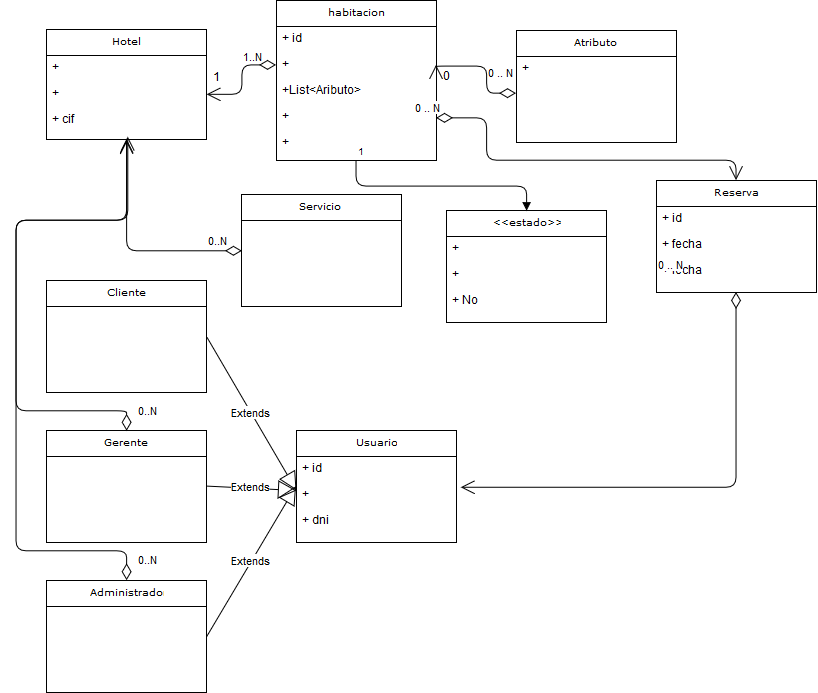 habitacion
+ id
+
+List<Aributo>
+
+
Hotel
+
+
+ cif
1..N
1
Atributo
+
0 .. N
0
0 .. N
1
Reserva
+ id
+ fecha
0 .. N
Servicio
0..N
<<estado>>
+
+
+ No
Cliente
Extends
0..N
Gerente
Extends
Usuario
+ id
+
+ dni
Extends
0..N
Administrado